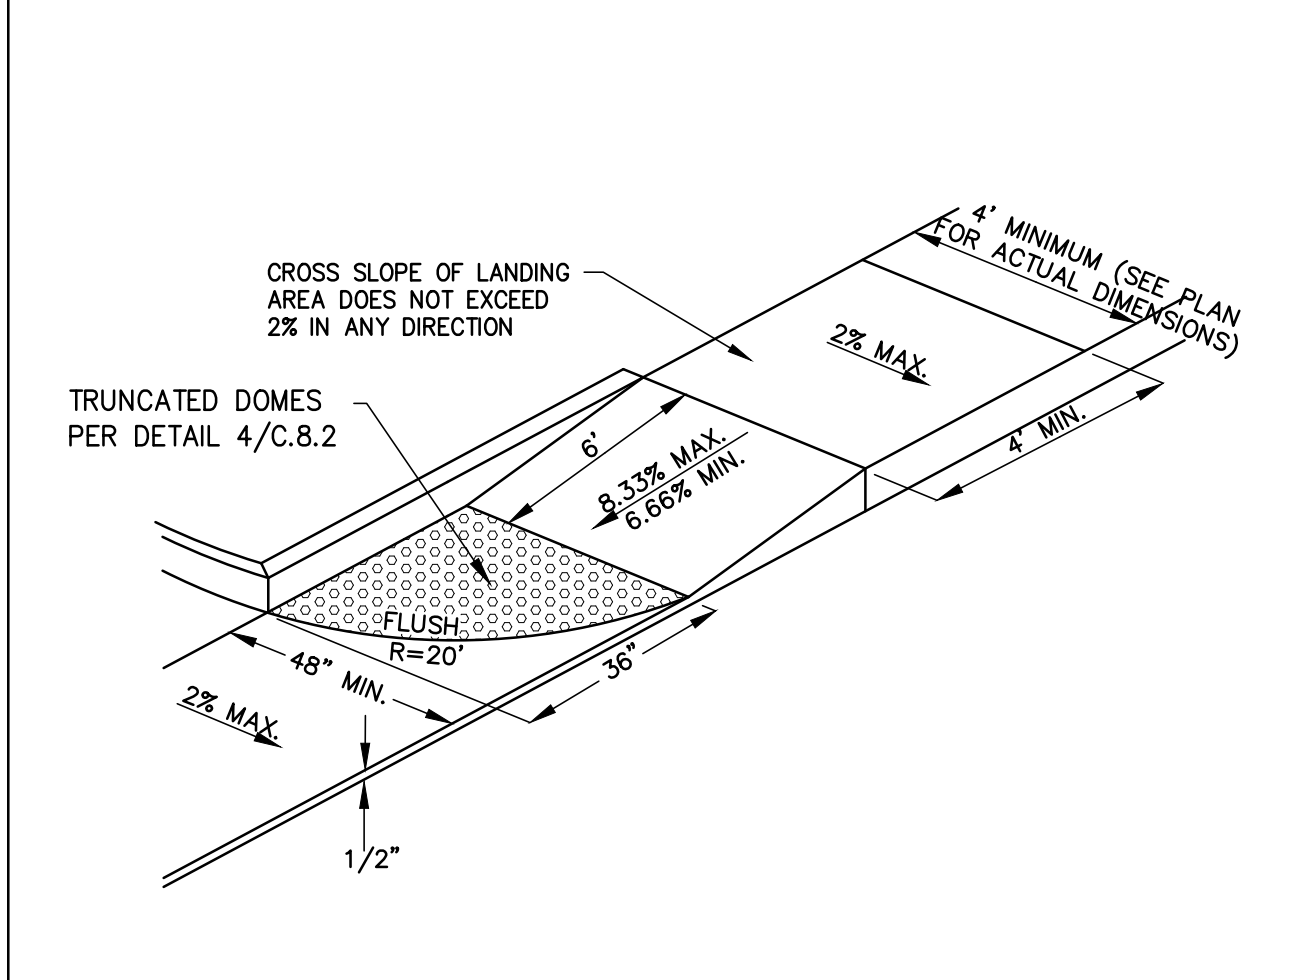 4' MINIMUM (SEE PLAN
FOR ACTUAL DIMENSIONS)
CROSS SLOPE OF LANDING
AREA DOES NOT EXCEED
2% IN ANY DIRECTION
2% MAX.
TRUNCATED DOMES
PER DETAIL 4/C.8.2
6'
8.33% MAX.
6.66% MIN.
4' MIN.
FLUSH
R=20'
48" MIN.
36"
2% MAX.
1/2"